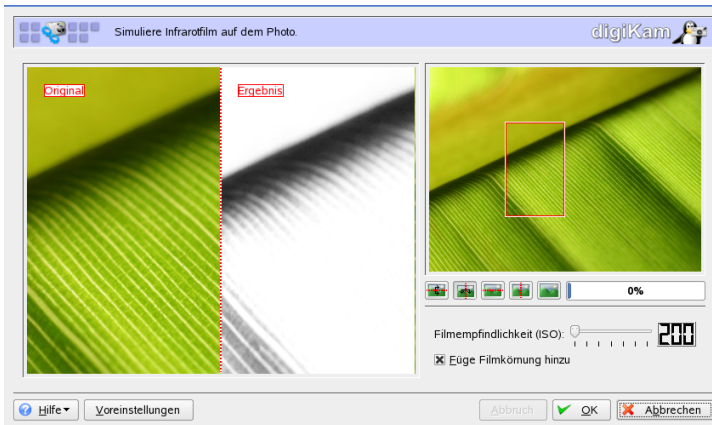 Simuliere Infrarotfilm auf dem Photo.
digiKam
Original
Ergebnis
0%
Filmempfindlichkeit (ISO):
200
Füge Filmkörnung hinzu
Hilfe
Voreinstellungen
Abbruch
OK
Abbrechen